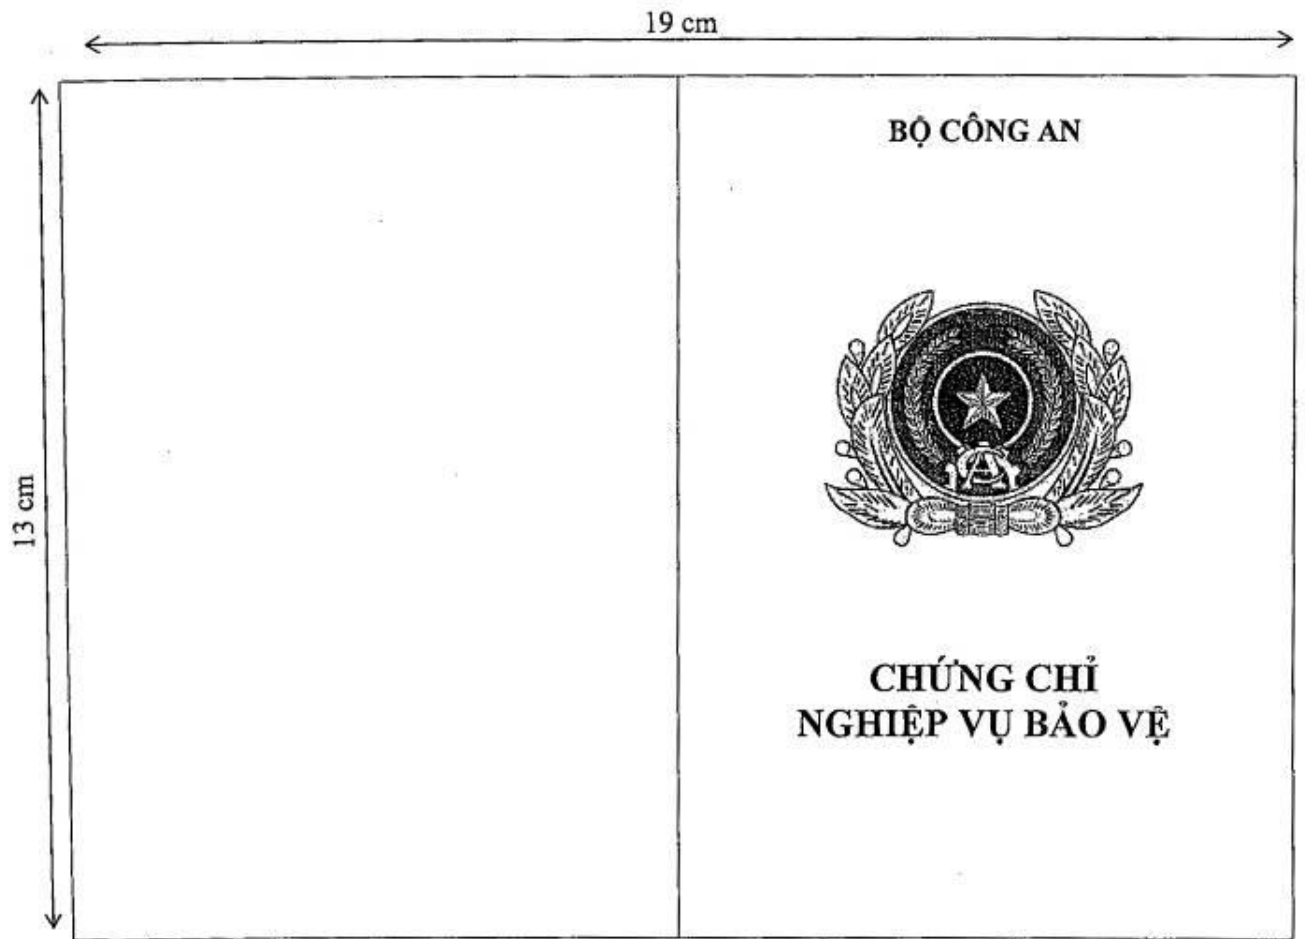 19 cm
13 cm
BỘ CÔNG AN
CHỨNG CHỈ
NGHIỆP VỤ BẢO VỆ